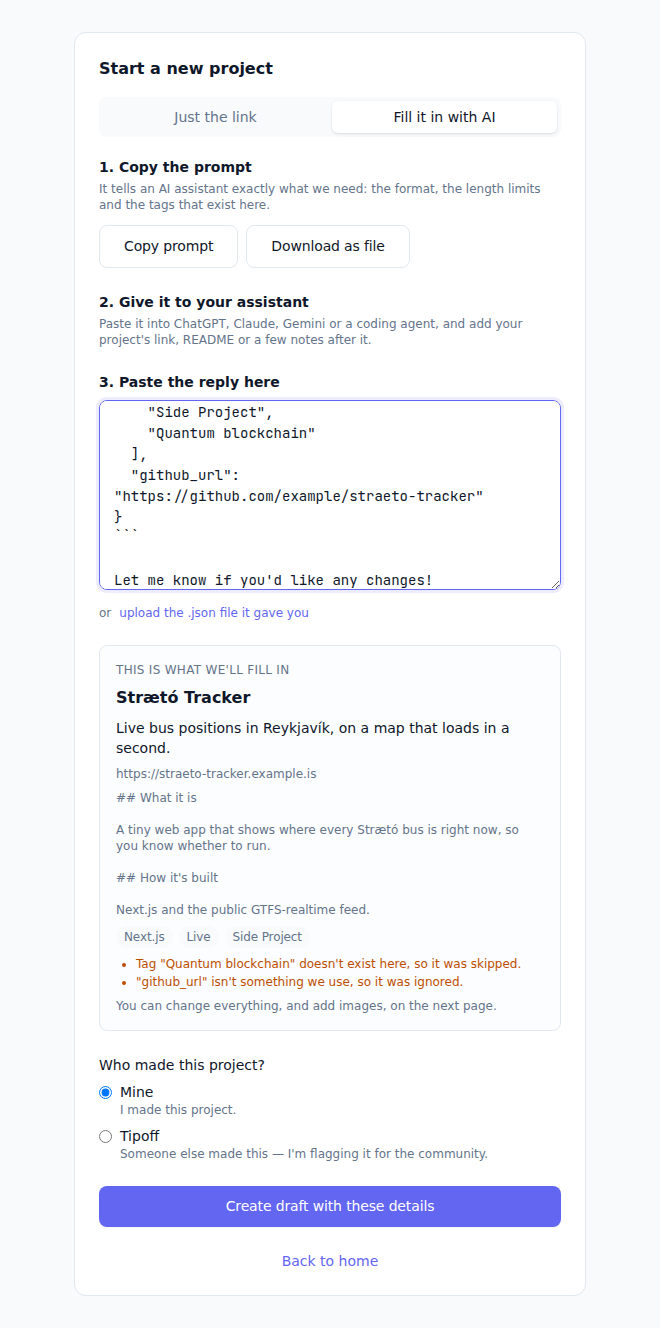 Start a new project
Just the link
Fill it in with AI
1. Copy the prompt
It tells an AI assistant exactly what we need: the format, the length limits
and the tags that exist here.
Copy prompt
Download as file
2. Give it to your assistant
Paste it into ChatGPT, Claude, Gemini or a coding agent, and add your
project's link, README or a few notes after it.
3. Paste the reply here
"Side Project",
"Quantum blockchain"
],
"github_url":
"https://github.com/example/straeto-tracker"
}
```
Let me know if you'd like any changes!
or upload the .json file it gave you
THIS IS WHAT WE'LL FILL IN
Strætó Tracker
Live bus positions in Reykjavík, on a map that loads in a
second.
https://straeto-tracker.example.is
## What it is
A tiny web app that shows where every Strætó bus is right now, so
you know whether to run.
## How it's built
Next.js and the public GTFS-realtime feed.
Next.js
Live
Side Project
• Tag "Quantum blockchain" doesn't exist here, so it was skipped.
• "github_url" isn't something we use, so it was ignored.
You can change everything, and add images, on the next page.
Who made this project?
Mine
I made this project.
Tipoff
Someone else made this — I'm flagging it for the community.
Create draft with these details
Back to home